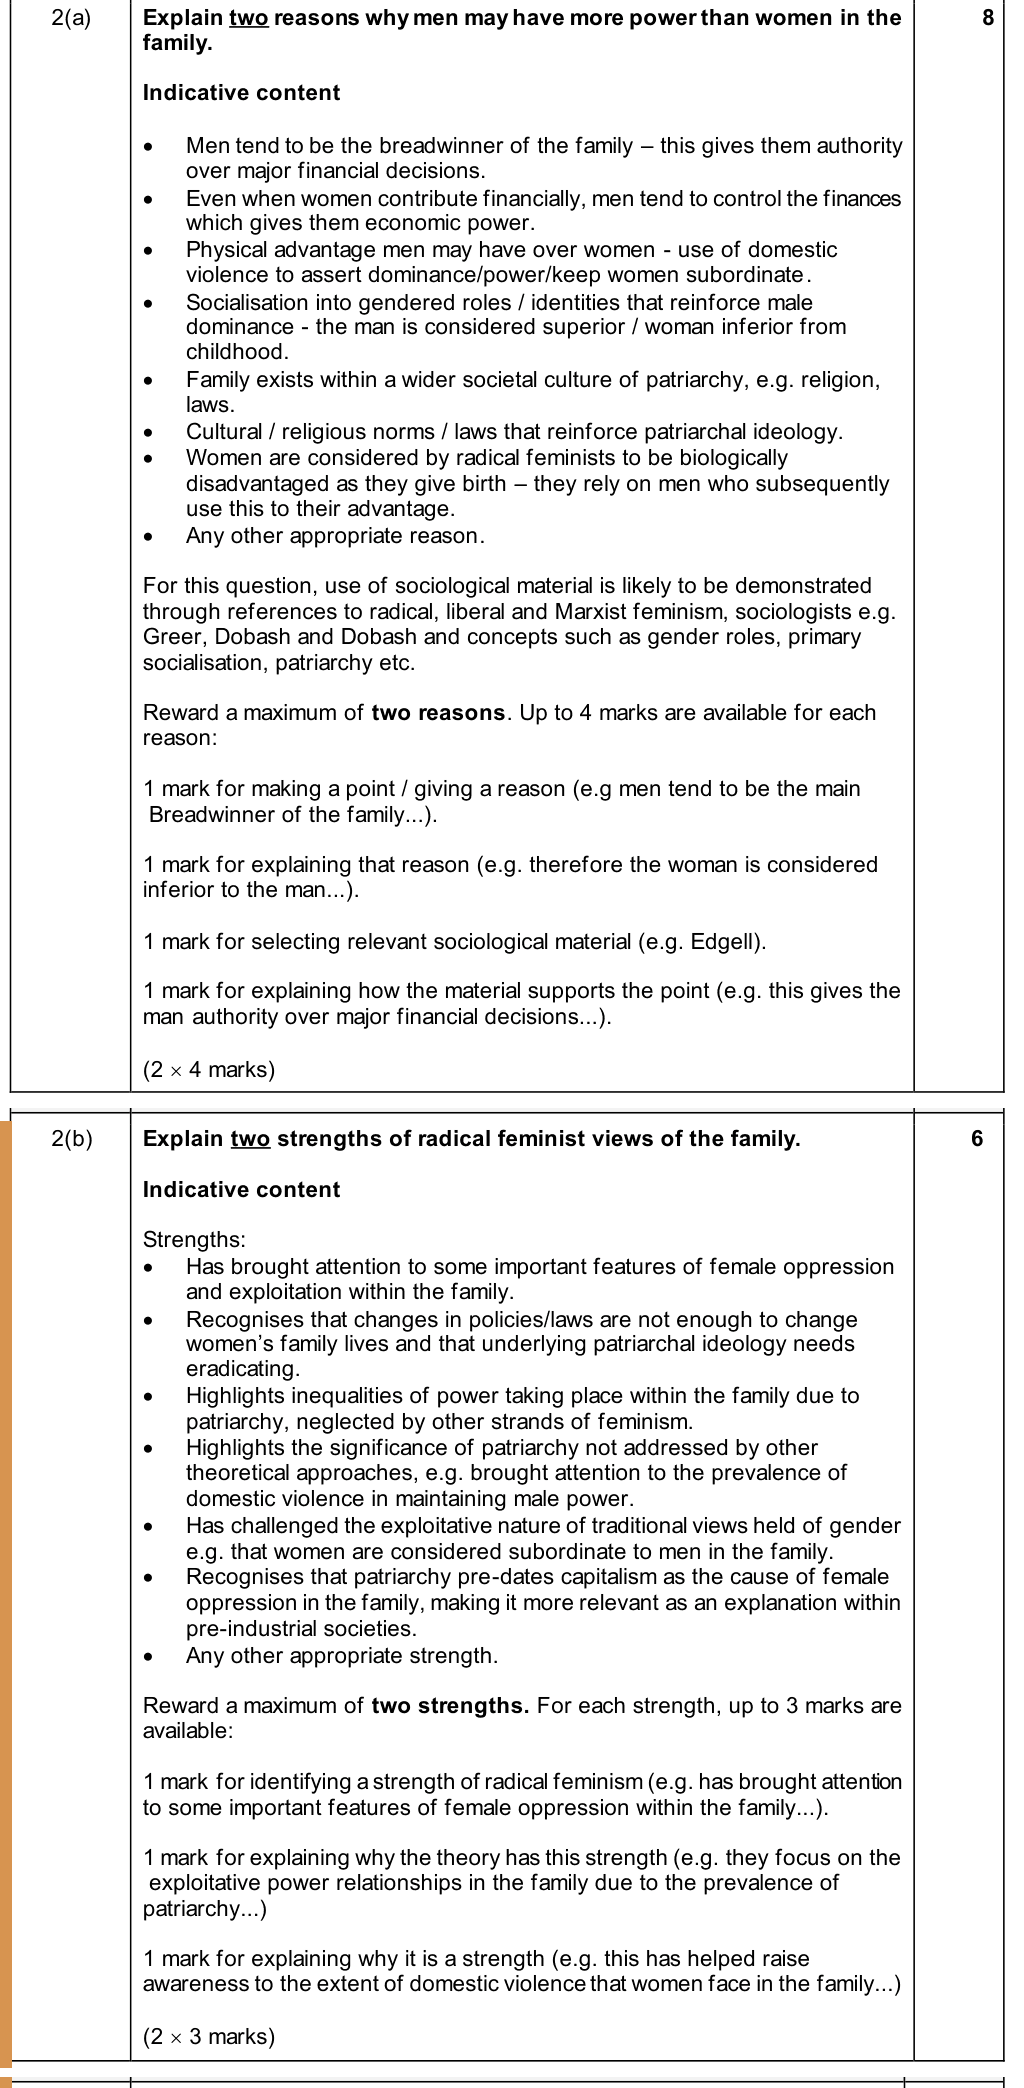 2(a)
Explain two reasons why men may have more power than women in the
family.
8
Indicative content
• Men tend to be the breadwinner of the family – this gives them authority
over major financial decisions.
• Even when women contribute financially, men tend to control the finances
which gives them economic power.
• Physical advantage men may have over women - use of domestic
violence to assert dominance/power/keep women subordinate.
• Socialisation into gendered roles / identities that reinforce male
dominance - the man is considered superior / woman inferior from
childhood.
• Family exists within a wider societal culture of patriarchy, e.g. religion,
laws.
• Cultural / religious norms / laws that reinforce patriarchal ideology.
• Women are considered by radical feminists to be biologically
disadvantaged as they give birth – they rely on men who subsequently
use this to their advantage.
• Any other appropriate reason.
For this question, use of sociological material is likely to be demonstrated
through references to radical, liberal and Marxist feminism, sociologists e.g.
Greer, Dobash and Dobash and concepts such as gender roles, primary
socialisation, patriarchy etc.
Reward a maximum of two reasons. Up to 4 marks are available for each
reason:
1 mark for making a point / giving a reason (e.g men tend to be the main
Breadwinner of the family...).
1 mark for explaining that reason (e.g. therefore the woman is considered
inferior to the man...).
1 mark for selecting relevant sociological material (e.g. Edgell).
1 mark for explaining how the material supports the point (e.g. this gives the
man authority over major financial decisions...).
(2 × 4 marks)
2(b)
Explain two strengths of radical feminist views of the family.
6
Indicative content
Strengths:
• Has brought attention to some important features of female oppression
and exploitation within the family.
• Recognises that changes in policies/laws are not enough to change
women's family lives and that underlying patriarchal ideology needs
eradicating.
• Highlights inequalities of power taking place within the family due to
patriarchy, neglected by other strands of feminism.
• Highlights the significance of patriarchy not addressed by other
theoretical approaches, e.g. brought attention to the prevalence of
domestic violence in maintaining male power.
• Has challenged the exploitative nature of traditional views held of gender
e.g. that women are considered subordinate to men in the family.
• Recognises that patriarchy pre-dates capitalism as the cause of female
oppression in the family, making it more relevant as an explanation within
pre-industrial societies.
• Any other appropriate strength.
Reward a maximum of two strengths. For each strength, up to 3 marks are
available:
1 mark for identifying a strength of radical feminism (e.g. has brought attention
to some important features of female oppression within the family...).
1 mark for explaining why the theory has this strength (e.g. they focus on the
exploitative power relationships in the family due to the prevalence of
patriarchy...)
1 mark for explaining why it is a strength (e.g. this has helped raise
awareness to the extent of domestic violence that women face in the family...)
(2 × 3 marks)